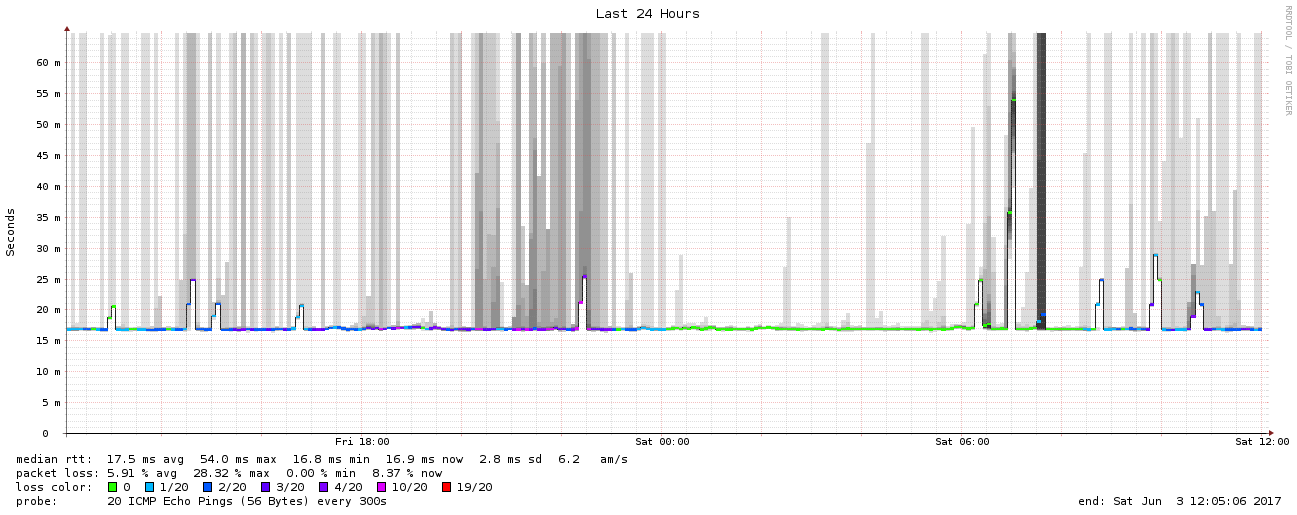 Last 24 Hours
RRDTOOL / TOBI OETIKER
Seconds
60 m
55 m
50 m
45 m
40 m
35 m
30 m
25 m
20 m
15 m
10 m
5 m
0
Fri 18:00 Sat 00:00 Sat 06:00 Sat 12:00
median rtt: 17.5 ms avg 54.0 ms max 16.8 ms min 16.9 ms now 2.8 ms sd 6.2 am/s
packet loss: 5.91 % avg 28.32 % max 0.00 % min 8.37 % now
loss color: 0 1/20 2/20 3/20 4/20 10/20 19/20
probe: 20 ICMP Echo Pings (56 Bytes) every 300s end: Sat Jun 3 12:05:06 2017